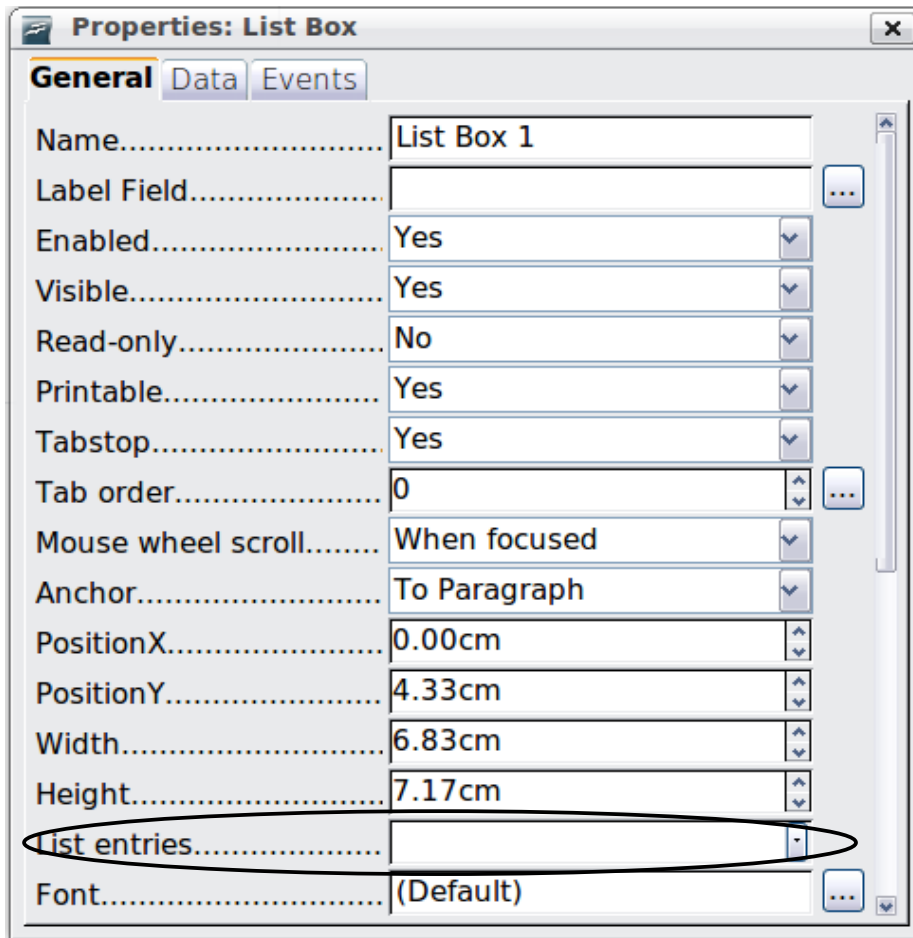 Properties: List Box
General Data Events
Name............................ List Box 1
Label Field..................... ...
Enabled......................... Yes
Visible........................... Yes
Read-only...................... No
Printable........................ Yes
Tabstop......................... Yes
Tab order...................... 0 ...
Mouse wheel scroll........ When focused
Anchor........................... To Paragraph
PositionX....................... 0.00cm
PositionY....................... 4.33cm
Width............................ 6.83cm
Height........................... 7.17cm
List entries....................
Font.............................. (Default) ...